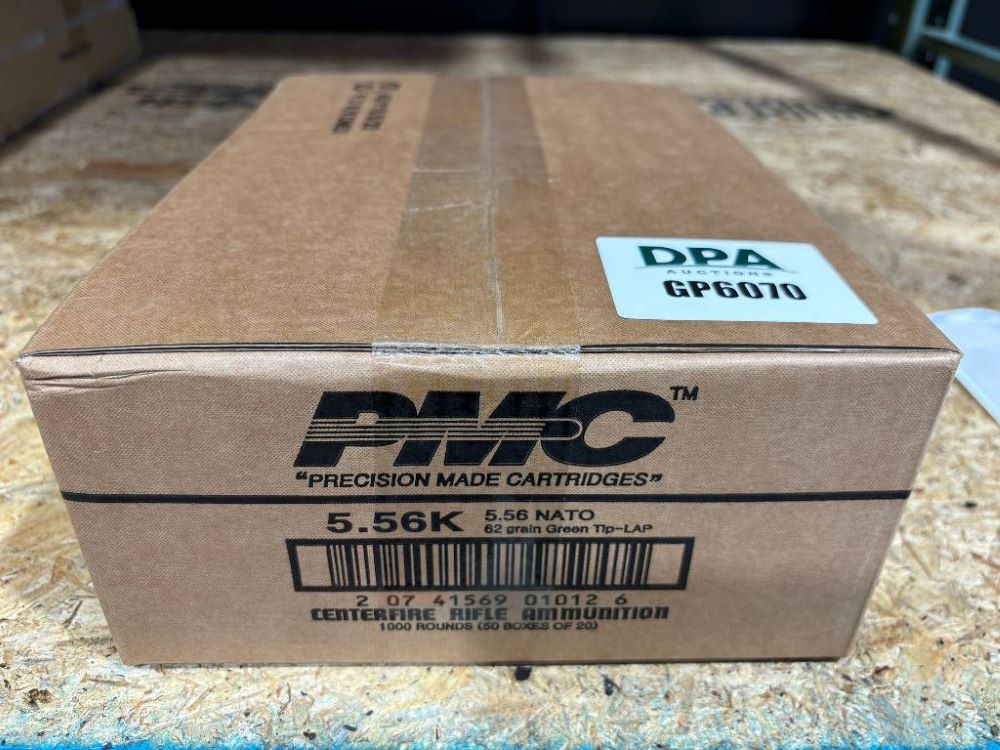 DPA
AUCTIONS
GP6070
PMC™
"PRECISION MADE CARTRIDGES"
5.56K 5.56 NATO
62 grain Green Tip-LAP
2 07 41569 01012 6
CENTERFIRE RIFLE AMMUNITION
1000 ROUNDS (50 BOXES OF 20)